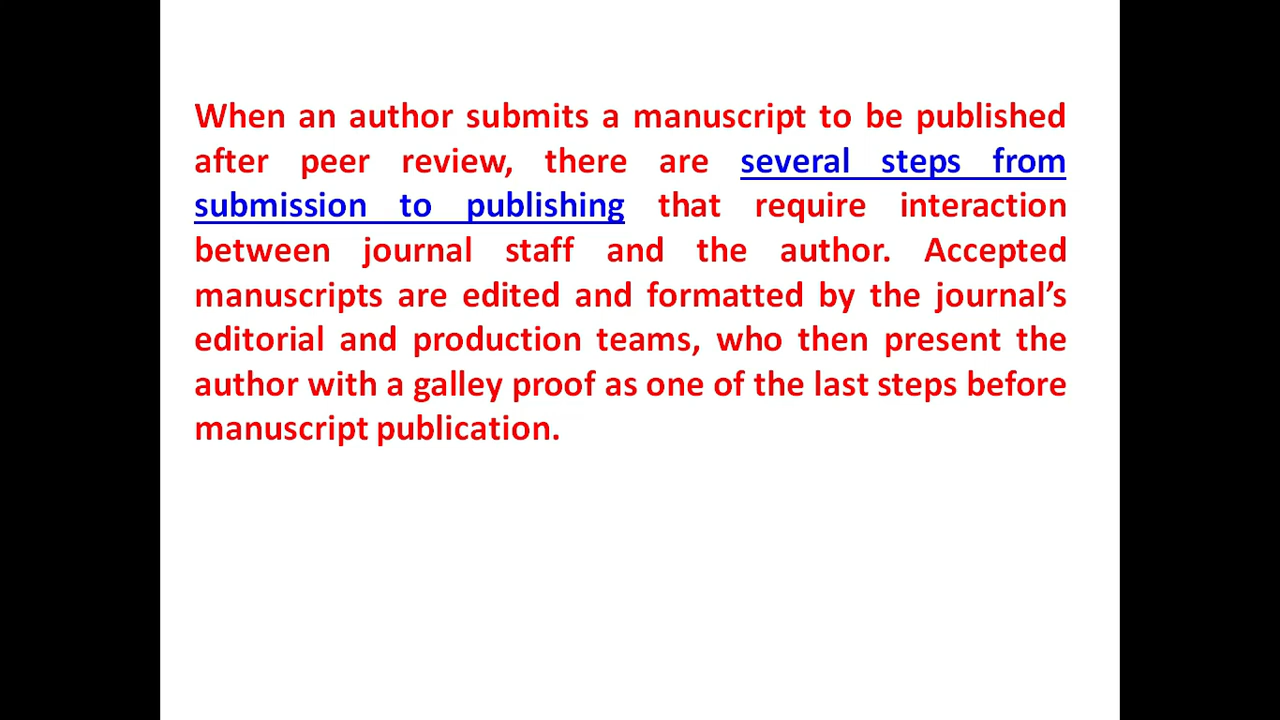 When an author submits a manuscript to be published
after peer review, there are several steps from
submission to publishing that require interaction
between journal staff and the author. Accepted
manuscripts are edited and formatted by the journal’s
editorial and production teams, who then present the
author with a galley proof as one of the last steps before
manuscript publication.